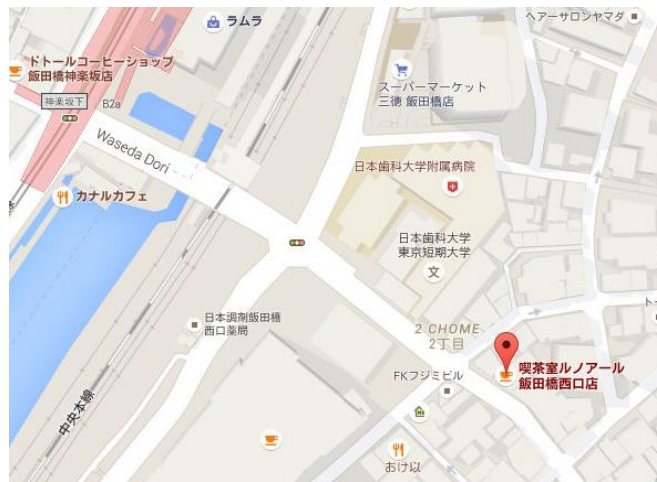 ヘアーサロンヤマダ
ラムラ
ドトールコーヒーショップ
飯田橋神楽坂店
神楽坂下
B2a
スーパーマーケット
三徳 飯田橋店
Waseda Dori
日本歯科大学附属病院
カナルカフェ
日本歯科大学
東京短期大学
文
日本調剤飯田橋
西口薬局
2 CHOME
2丁目
喫茶室ルノアール
飯田橋西口店
FKフジミビル
中央本線
おけ以